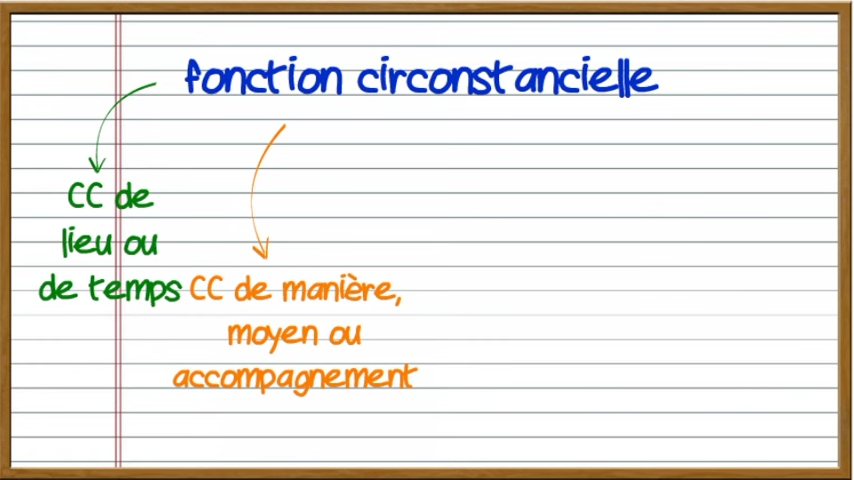 fonction circonstancielle
CC de
lieu ou
de temps
CC de manière,
moyen ou
accompagnement